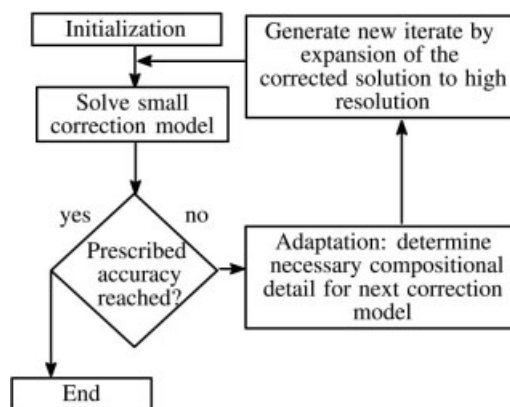 Initialization
Solve small
correction model
yes
no
Prescribed
accuracy
reached?
End
Generate new iterate by
expansion of the
corrected solution to high
resolution
Adaptation: determine
necessary compositional
detail for next correction
model